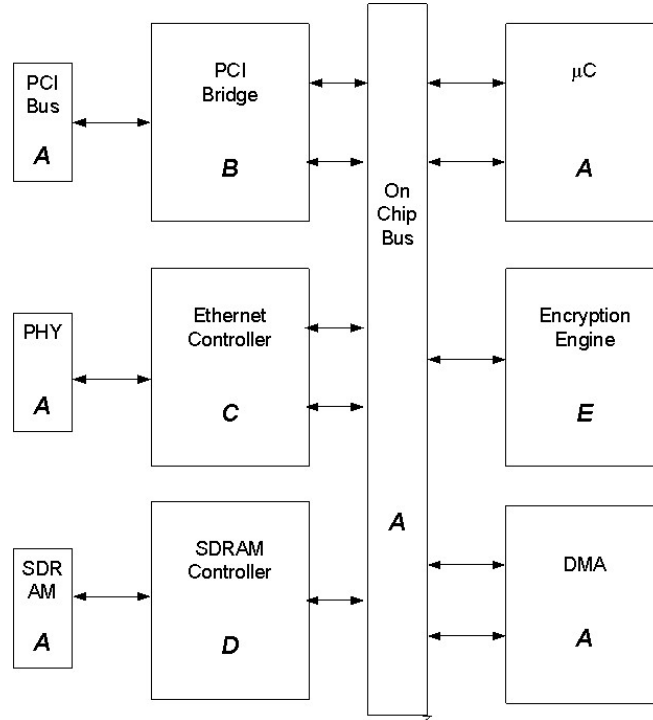 PCI
Bus
A
PCI
Bridge
B
On
Chip
Bus
A
μC
A
PHY
A
Ethernet
Controller
C
Encryption
Engine
E
SDR
AM
A
SDRAM
Controller
D
DMA
A